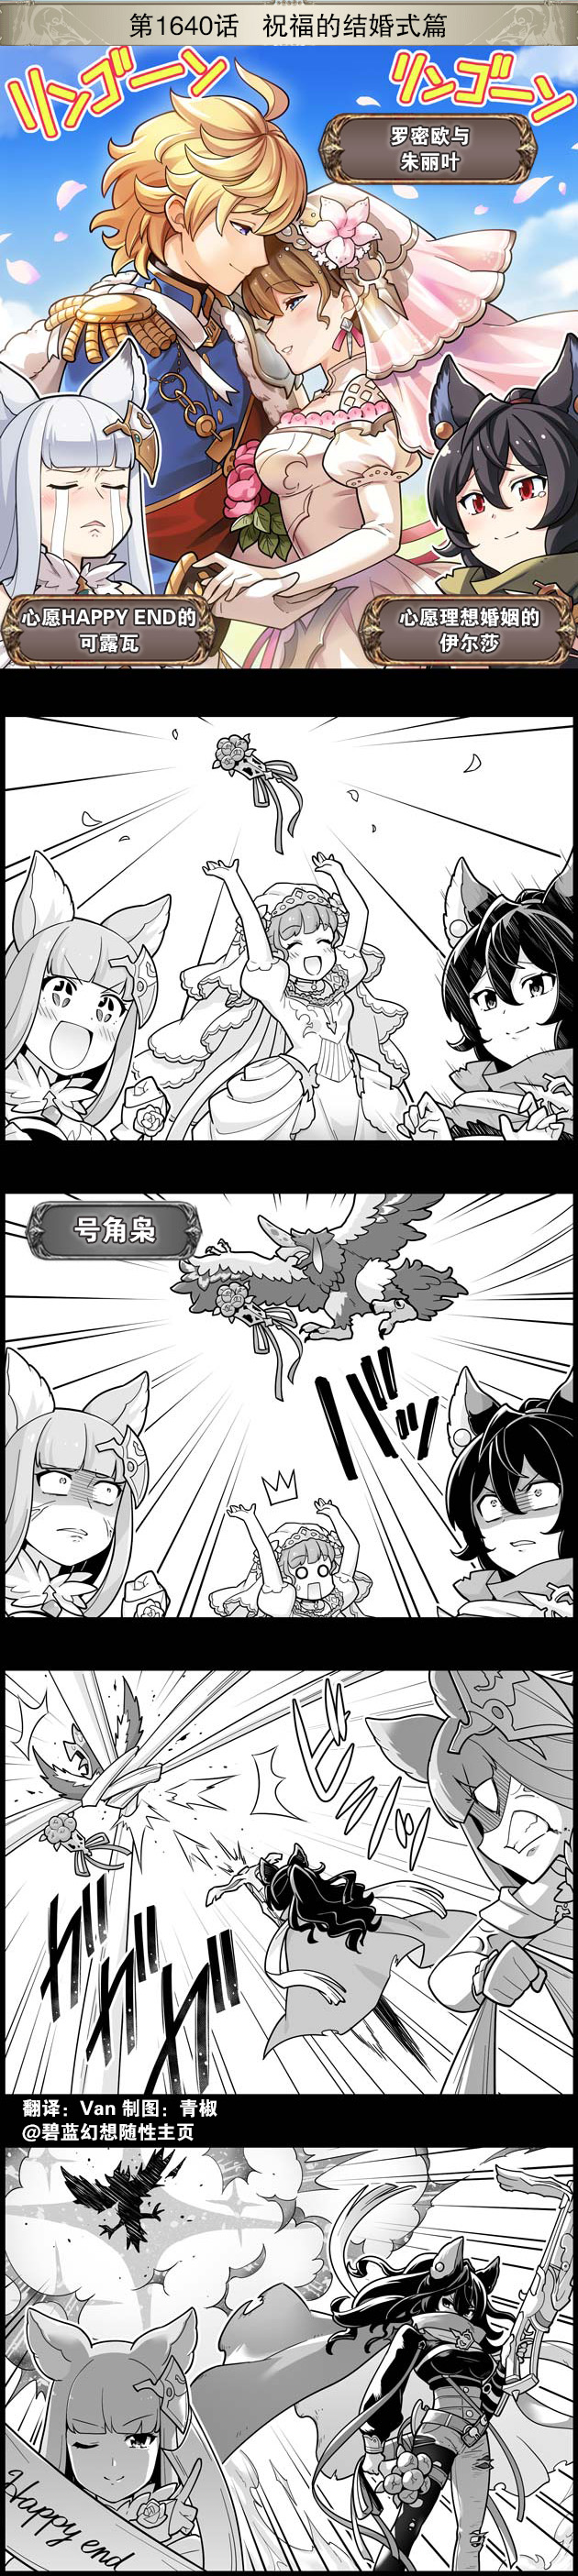 第1640话 祝福的结婚式篇
リンゴーン
リンゴーン
罗密欧与
朱丽叶
心愿HAPPY END的
可露瓦
心愿理想婚姻的
伊尔莎
号角枭
バッ
ビシッ
ガガガ
翻译：Van 制图：青椒
@碧蓝幻想随性主页
Happy end